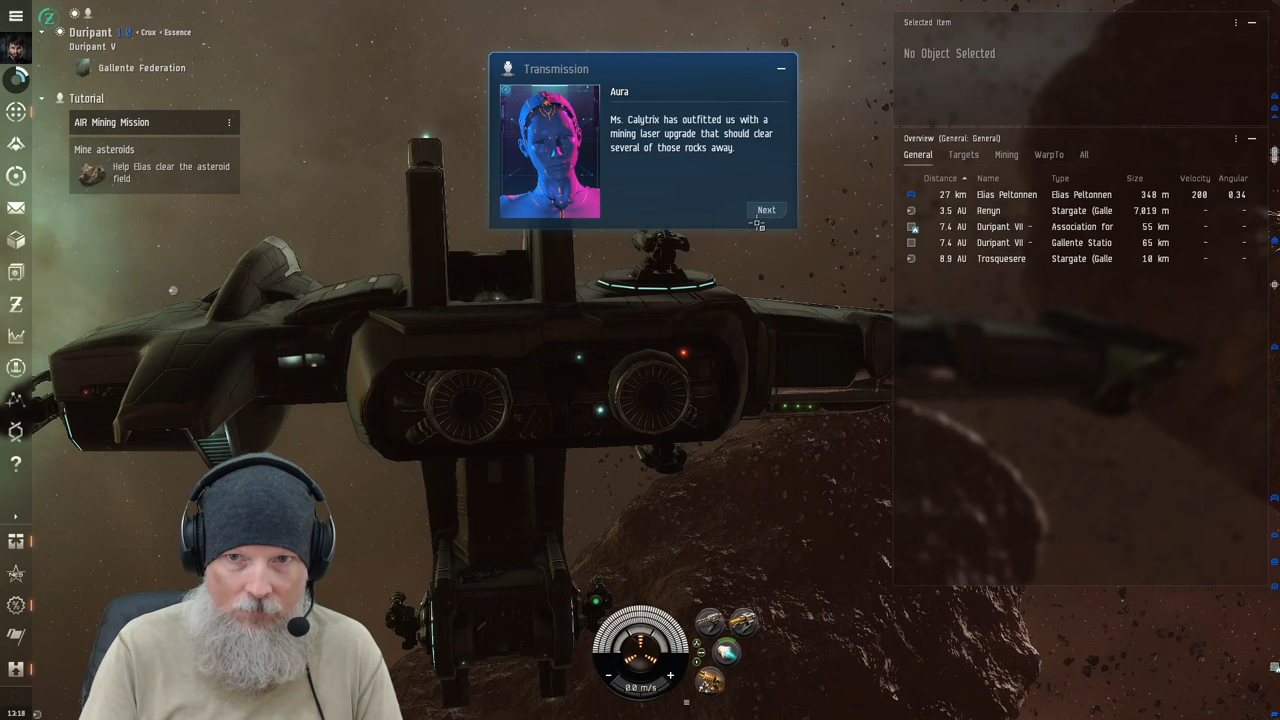 Duripant 1.0 < Crux < Essence
Duripant V
Gallente Federation
Tutorial
AIR Mining Mission
Mine asteroids
Help Elias clear the asteroid
field
Transmission
Aura
Ms. Calytrix has outfitted us with a
mining laser upgrade that should clear
several of those rocks away.
Next
Selected Item
No Object Selected
Overview (General: General)
General Targets Mining WarpTo All
Distance Name Type Size Velocity Angular
27 km Elias Peltonnen Elias Peltonnen 348 m 200 0.34
3.5 AU Renyn Stargate (Galle 7,019 m - -
7.4 AU Duripant VII - Association for 55 km - -
7.4 AU Duripant VII - Gallente Statio 65 km - -
8.9 AU Trosquesere Stargate (Galle 10 km - -
NES
0.0 m/s
13:18